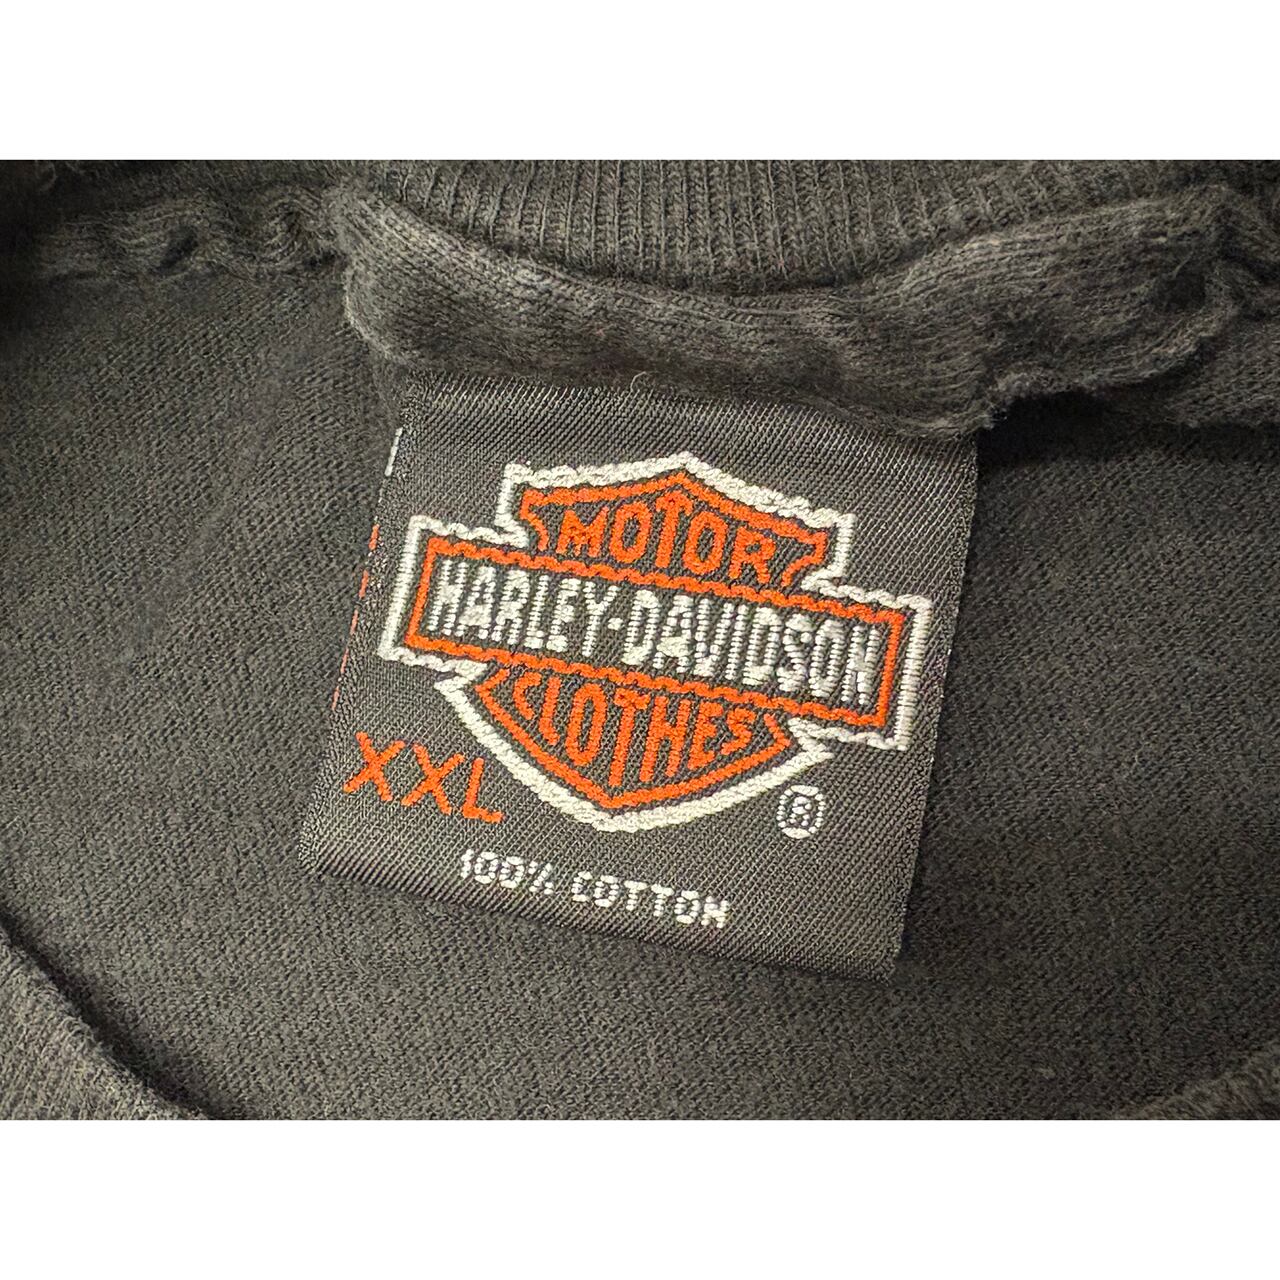 MOTOR
HARLEY-DAVIDSON
CLOTHES
XXL
®
100% COTTON